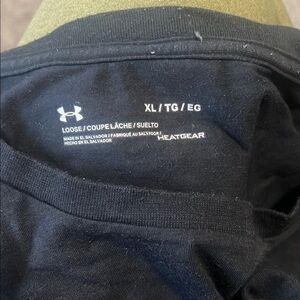 XL / TG / EG
LOOSE / COUPE LÂCHE / SUELTO
MADE IN EL SALVADOR / FABRIQUÉ AU SALVADOR /
HECHO EN EL SALVADOR
HEATGEAR